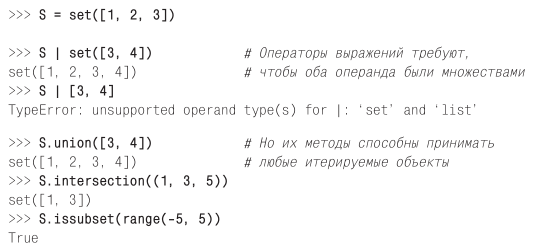 >>> S = set([1, 2, 3])
>>> S | set([3, 4]) # Операторы выражений требуют,
set([1, 2, 3, 4]) # чтобы оба операнда были множествами
>>> S | [3, 4]
TypeError: unsupported operand type(s) for |: ‘set’ and ‘list’
>>> S.union([3, 4]) # Но их методы способны принимать
set([1, 2, 3, 4]) # любые итерируемые объекты
>>> S.intersection((1, 3, 5))
set([1, 3])
>>> S.issubset(range(-5, 5))
True